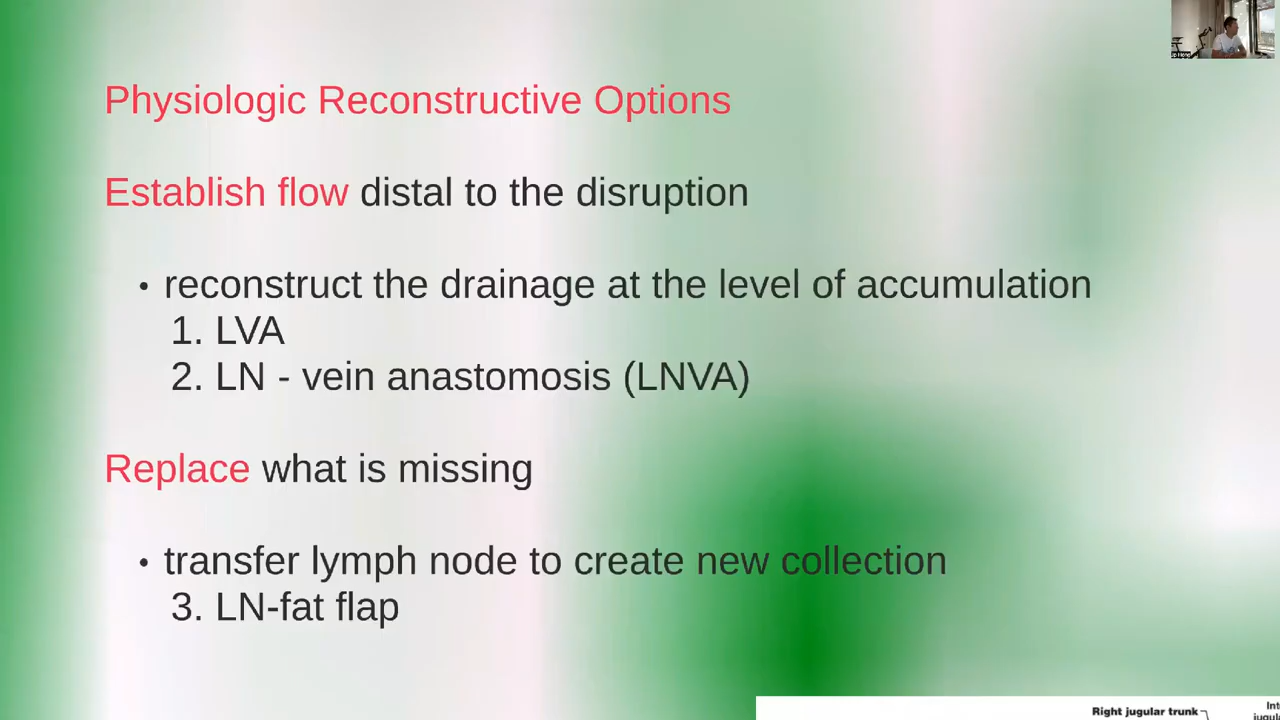 Physiologic Reconstructive Options
Establish flow distal to the disruption
• reconstruct the drainage at the level of accumulation
1. LVA
2. LN - vein anastomosis (LNVA)
Replace what is missing
• transfer lymph node to create new collection
3. LN-fat flap
Right jugular trunk